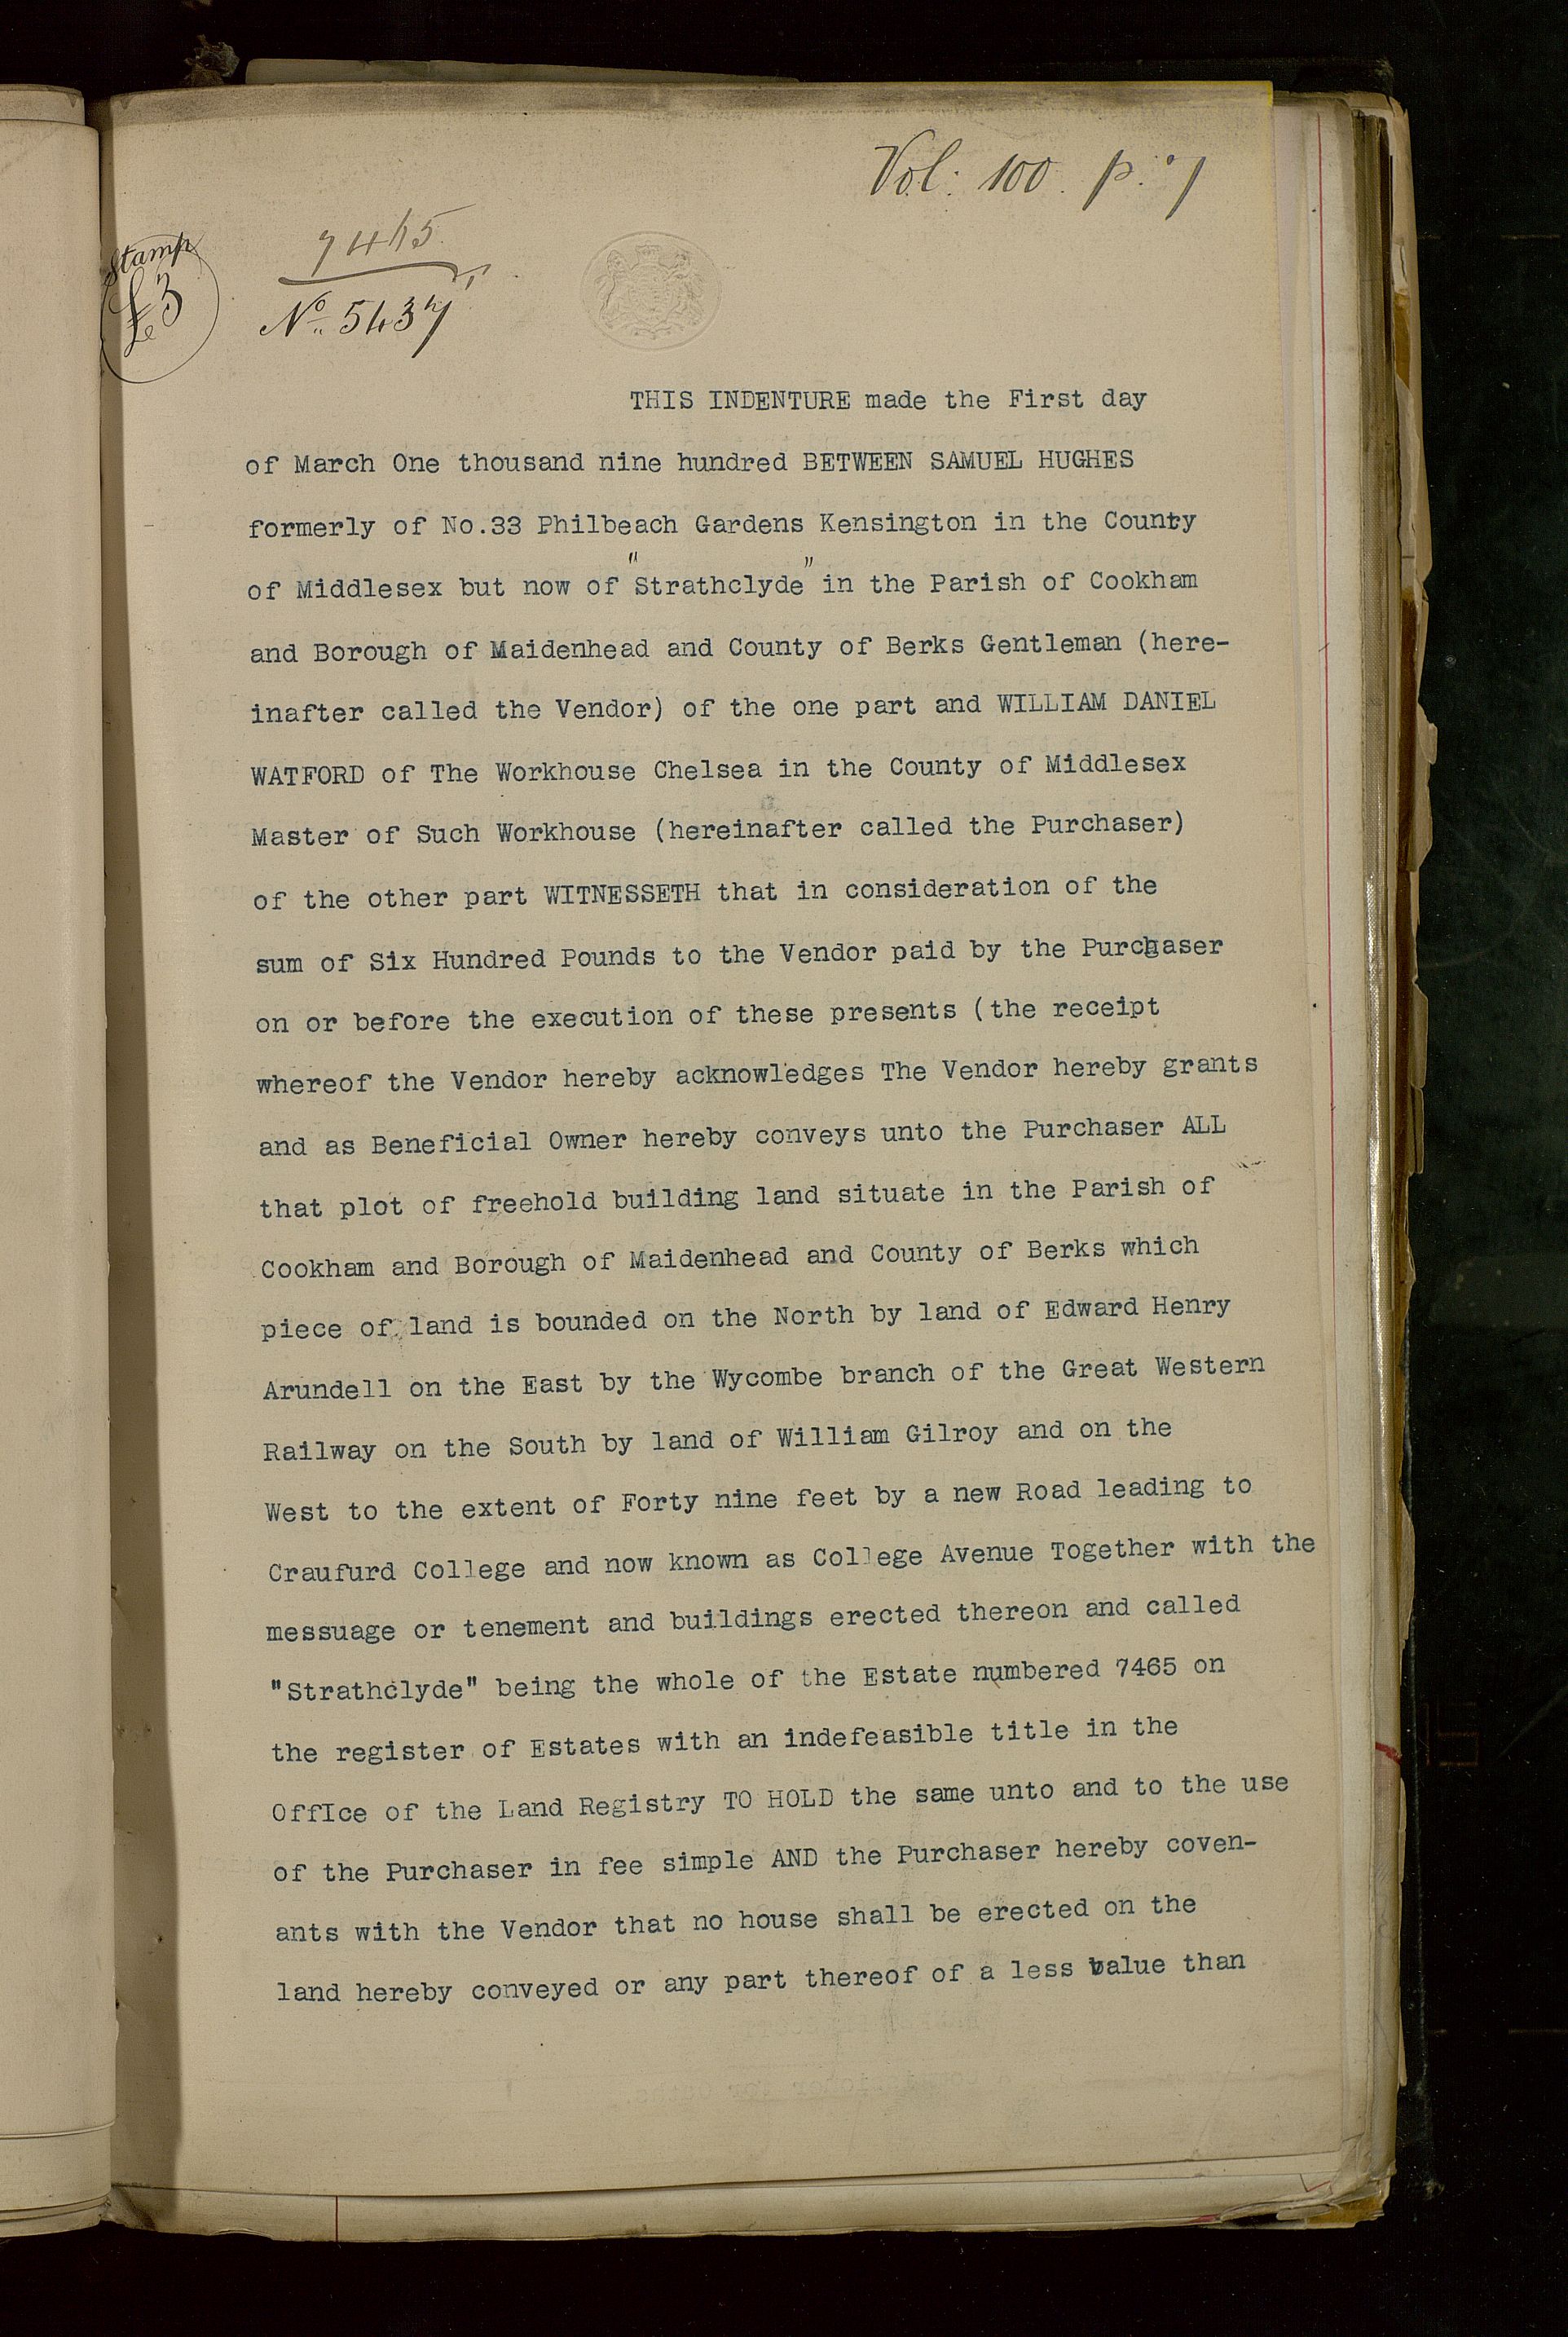 Vol: 100. p. 7
Stamp
£3
7465
No. 5437
THIS INDENTURE made the First day
of March One thousand nine hundred BETWEEN SAMUEL HUGHES
formerly of No.33 Philbeach Gardens Kensington in the County
of Middlesex but now of "Strathclyde" in the Parish of Cookham
and Borough of Maidenhead and County of Berks Gentleman (here-
inafter called the Vendor) of the one part and WILLIAM DANIEL
WATFORD of The Workhouse Chelsea in the County of Middlesex
Master of Such Workhouse (hereinafter called the Purchaser)
of the other part WITNESSETH that in consideration of the
sum of Six Hundred Pounds to the Vendor paid by the Purchaser
on or before the execution of these presents (the receipt
whereof the Vendor hereby acknowledges The Vendor hereby grants
and as Beneficial Owner hereby conveys unto the Purchaser ALL
that plot of freehold building land situate in the Parish of
Cookham and Borough of Maidenhead and County of Berks which
piece of land is bounded on the North by land of Edward Henry
Arundell on the East by the Wycombe branch of the Great Western
Railway on the South by land of William Gilroy and on the
West to the extent of Forty nine feet by a new Road leading to
Craufurd College and now known as College Avenue Together with the
messuage or tenement and buildings erected thereon and called
"Strathclyde" being the whole of the Estate numbered 7465 on
the register of Estates with an indefeasible title in the
OffIce of the Land Registry TO HOLD the same unto and to the use
of the Purchaser in fee simple AND the Purchaser hereby coven-
ants with the Vendor that no house shall be erected on the
land hereby conveyed or any part thereof of a less value than